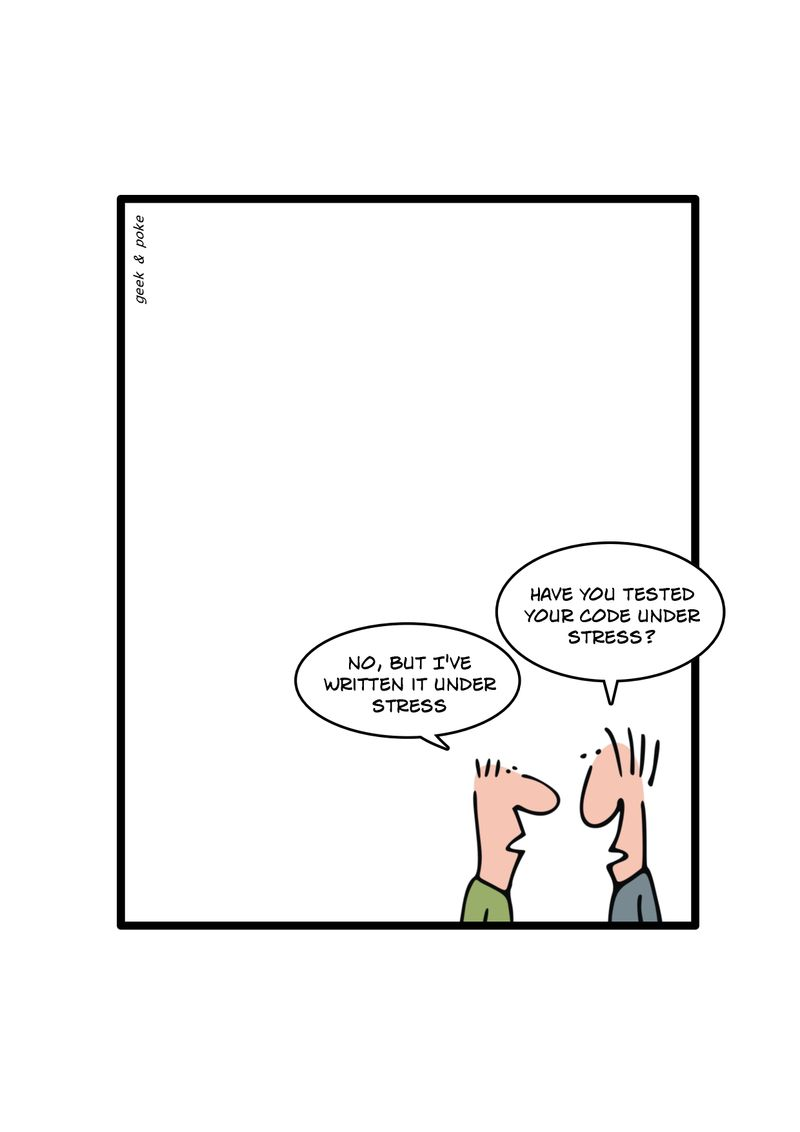 geek & poke
HAVE YOU TESTED
YOUR CODE UNDER
STRESS?
NO, BUT I'VE
WRITTEN IT UNDER
STRESS